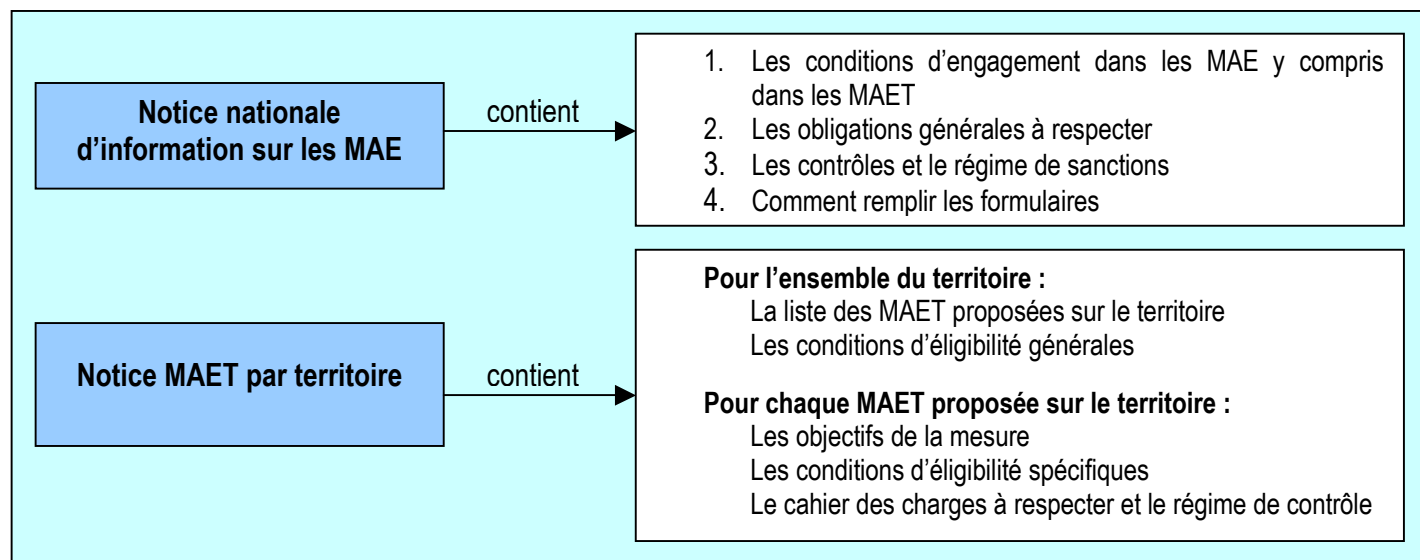 Notice nationale
d’information sur les MAE
contient
1. Les conditions d’engagement dans les MAE y compris
dans les MAET
2. Les obligations générales à respecter
3. Les contrôles et le régime de sanctions
4. Comment remplir les formulaires
Notice MAET par territoire
contient
Pour l’ensemble du territoire :
La liste des MAET proposées sur le territoire
Les conditions d’éligibilité générales
Pour chaque MAET proposée sur le territoire :
Les objectifs de la mesure
Les conditions d’éligibilité spécifiques
Le cahier des charges à respecter et le régime de contrôle